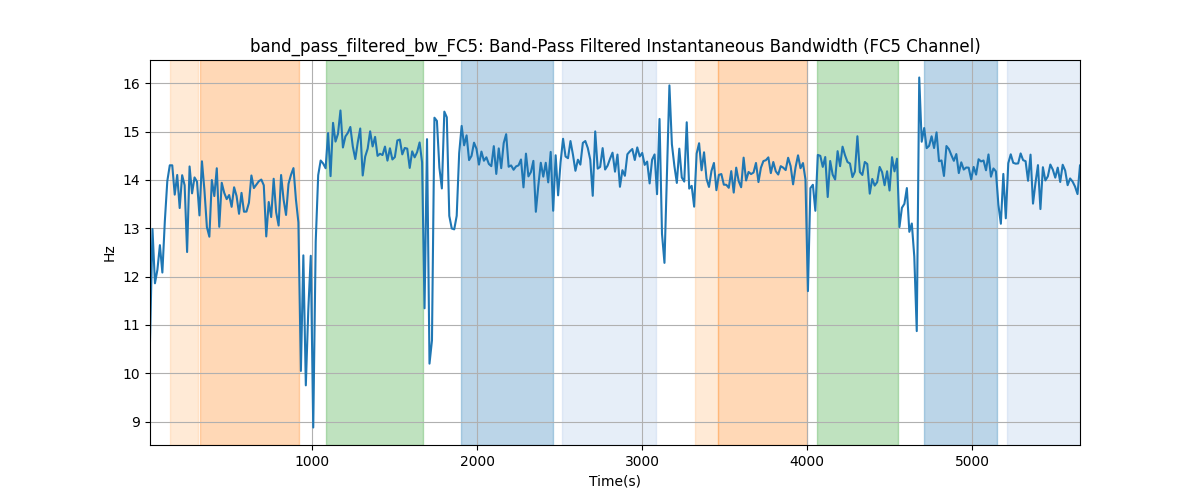 band_pass_filtered_bw_FC5: Band-Pass Filtered Instantaneous Bandwidth (FC5 Channel)
16
15
14
13
12
11
10
9
Hz
1000 2000 3000 4000 5000
Time(s)